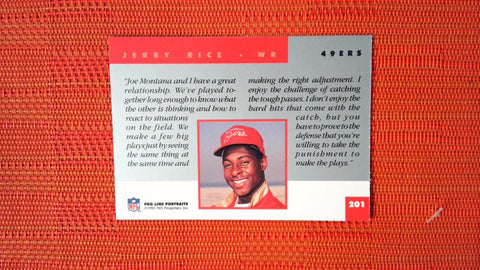 JERRY RICE • WR
49ERS
"Joe Montana and I have a great
relationship. We've played to-
gether long enough to know what
the other is thinking and how to
react to situations
on the field. We
make a few big
plays just by seeing
the same thing at
the same time and
making the right adjustment. I
enjoy the challenge of catching
the tough passes. I don't enjoy the
hard hits that come with the
catch, but you
have to prove to the
defense that you're
willing to take the
punishment to
make the plays."
49ers
NFL
PRO LINE PORTRAITS
©1991 NFL Properties, Inc.
201